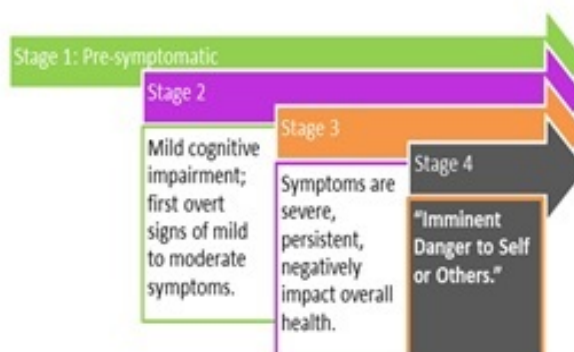 Stage 1: Pre-symptomatic
Stage 2
Mild cognitive
impairment;
first overt
signs of mild
to moderate
symptoms.
Stage 3
Symptoms are
severe,
persistent,
negatively
impact overall
health.
Stage 4
“Imminent
Danger to Self
or Others.”